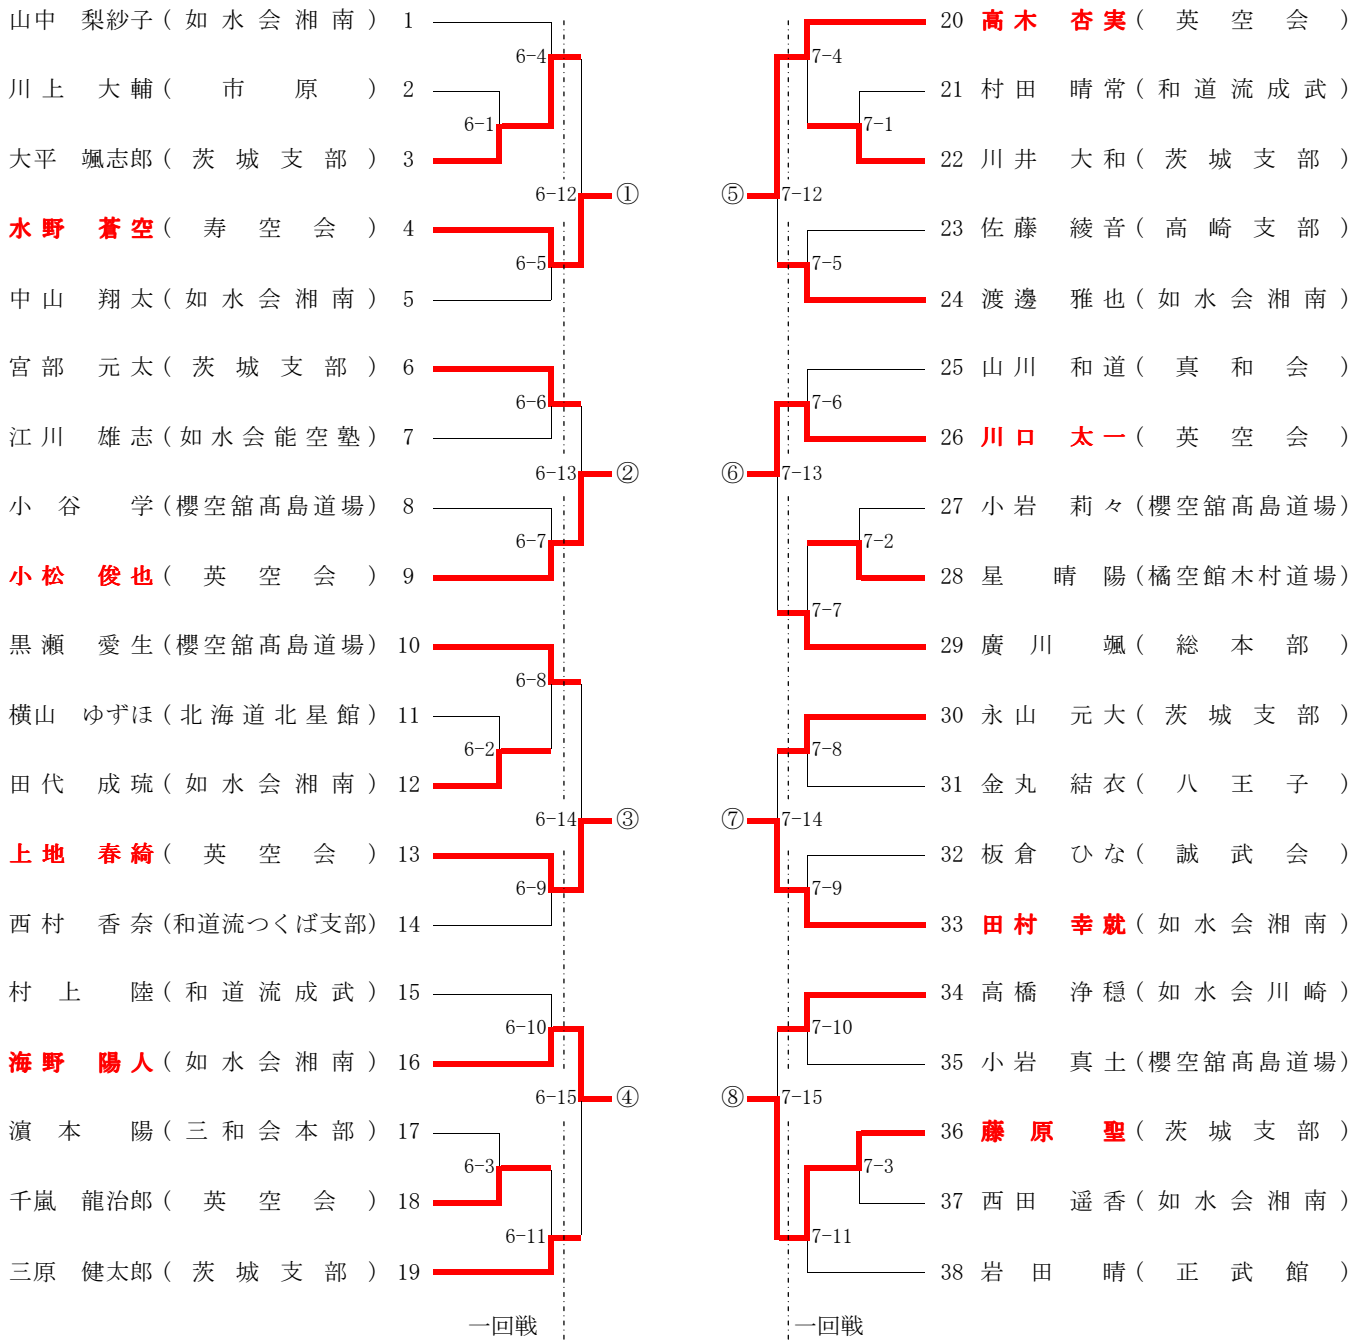 山中 梨紗子 (如水会湘南) 1
6-4
川上 大輔 (市原) 2
6-1
大平 颯志郎 (茨城支部) 3
6-12 ①
水野 蒼空 (寿空会) 4
6-5
中山 翔太 (如水会湘南) 5
宮部 元太 (茨城支部) 6
6-6
江川 雄志 (如水会能空塾) 7
6-13 ②
小谷 学 (櫻空舘髙島道場) 8
6-7
小松 俊也 (英空会) 9
黒瀬 愛生 (櫻空舘髙島道場) 10
6-8
横山 ゆずほ (北海道北星館) 11
6-2
田代 成琉 (如水会湘南) 12
6-14 ③
上地 春綺 (英空会) 13
6-9
西村 香奈 (和道流つくば支部) 14
村上 陸 (和道流成武) 15
6-10
海野 陽人 (如水会湘南) 16
6-15 ④
濵本 陽 (三和会本部) 17
6-3
千嵐 龍治郎 (英空会) 18
6-11
三原 健太郎 (茨城支部) 19
一回戦
20 高木 杏実 (英空会)
7-4
21 村田 晴常 (和道流成武)
7-1
22 川井 大和 (茨城支部)
⑤ 7-12
23 佐藤 綾音 (高崎支部)
7-5
24 渡邊 雅也 (如水会湘南)
25 山川 和道 (真和会)
7-6
26 川口 太一 (英空会)
⑥ 7-13
27 小岩 莉々 (櫻空舘髙島道場)
7-2
28 星 晴陽 (橘空館木村道場)
7-7
29 廣川 颯 (総本部)
30 永山 元大 (茨城支部)
7-8
31 金丸 結衣 (八王子)
⑦ 7-14
32 板倉 ひな (誠武会)
7-9
33 田村 幸就 (如水会湘南)
34 高橋 浄穏 (如水会川崎)
7-10
35 小岩 真土 (櫻空舘髙島道場)
⑧ 7-15
36 藤原 聖 (茨城支部)
7-3
37 西田 遥香 (如水会湘南)
7-11
38 岩田 晴 (正武館)
一回戦